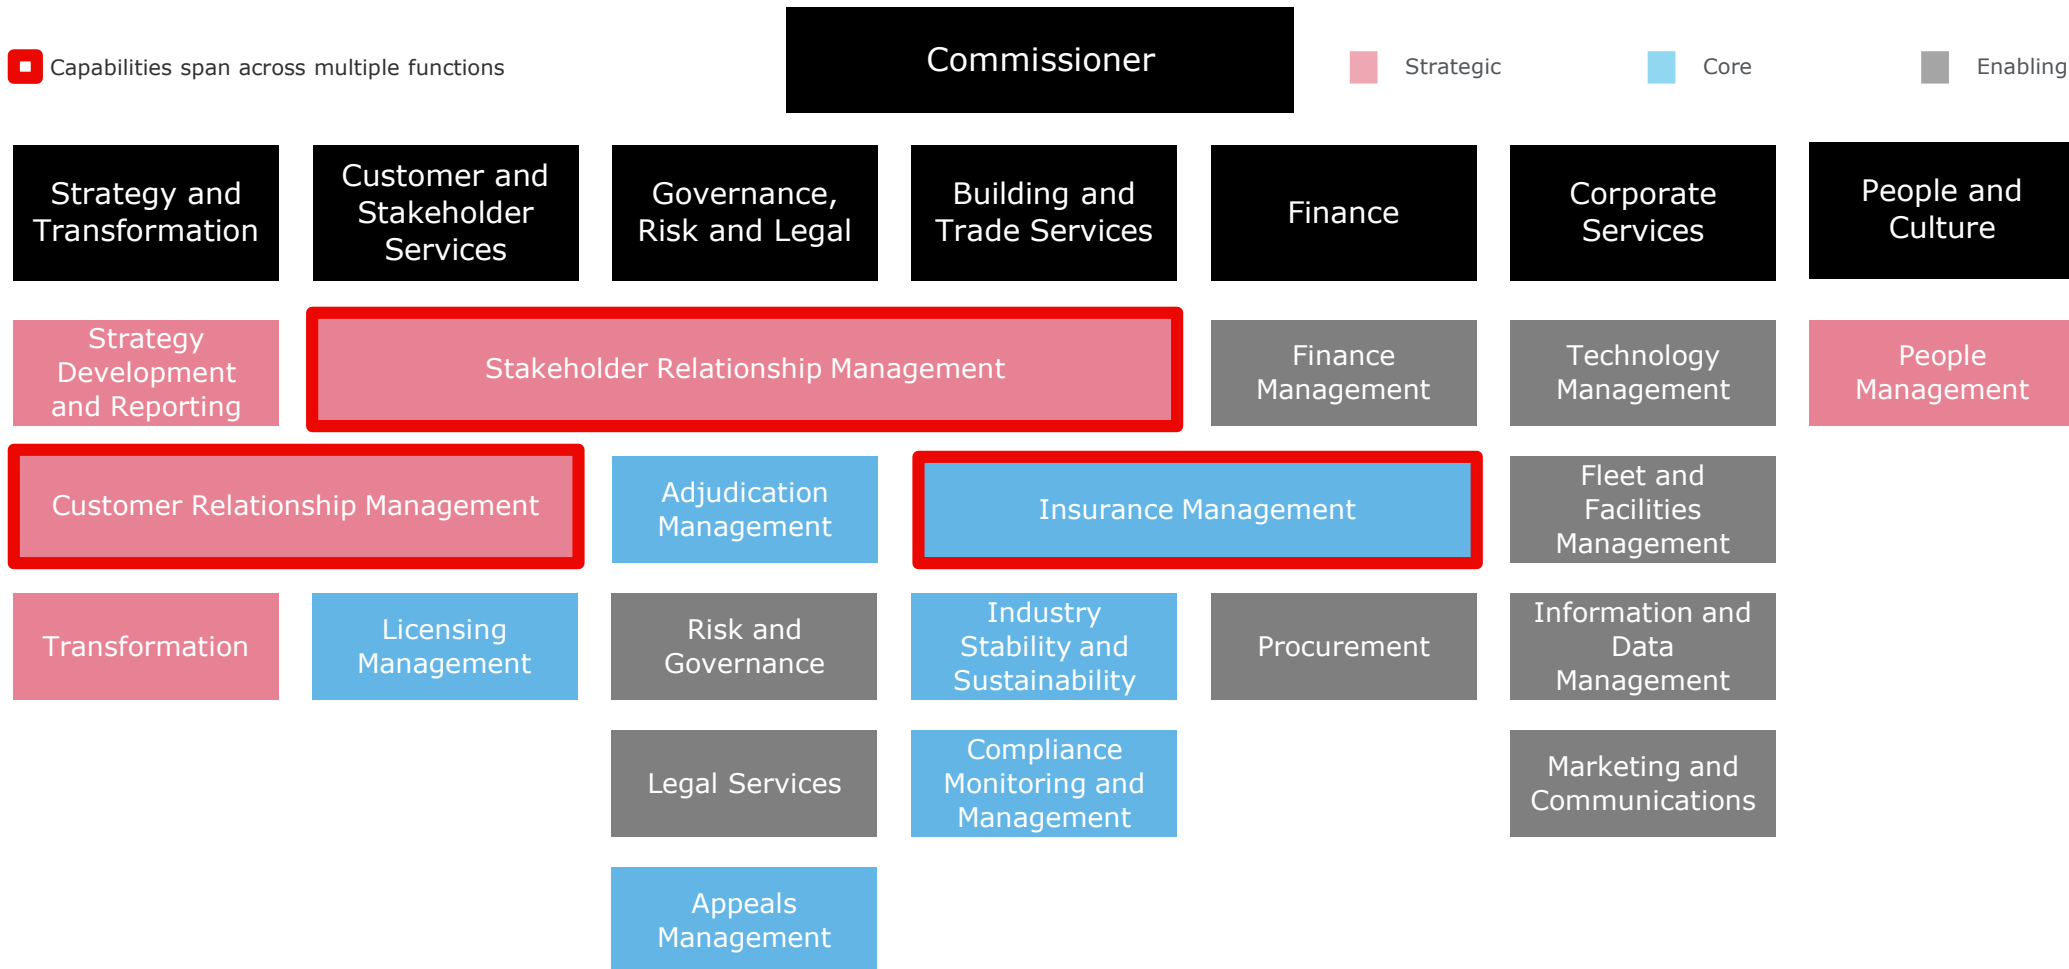 Capabilities span across multiple functions
Commissioner
Strategic
Core
Enabling
Strategy and
Transformation
Customer and
Stakeholder
Services
Governance,
Risk and Legal
Building and
Trade Services
Finance
Corporate
Services
People and
Culture
Strategy
Development
and Reporting
Stakeholder Relationship Management
Finance
Management
Technology
Management
People
Management
Customer Relationship Management
Adjudication
Management
Insurance Management
Fleet and
Facilities
Management
Transformation
Licensing
Management
Risk and
Governance
Industry
Stability and
Sustainability
Procurement
Information and
Data
Management
Legal Services
Compliance
Monitoring and
Management
Marketing and
Communications
Appeals
Management